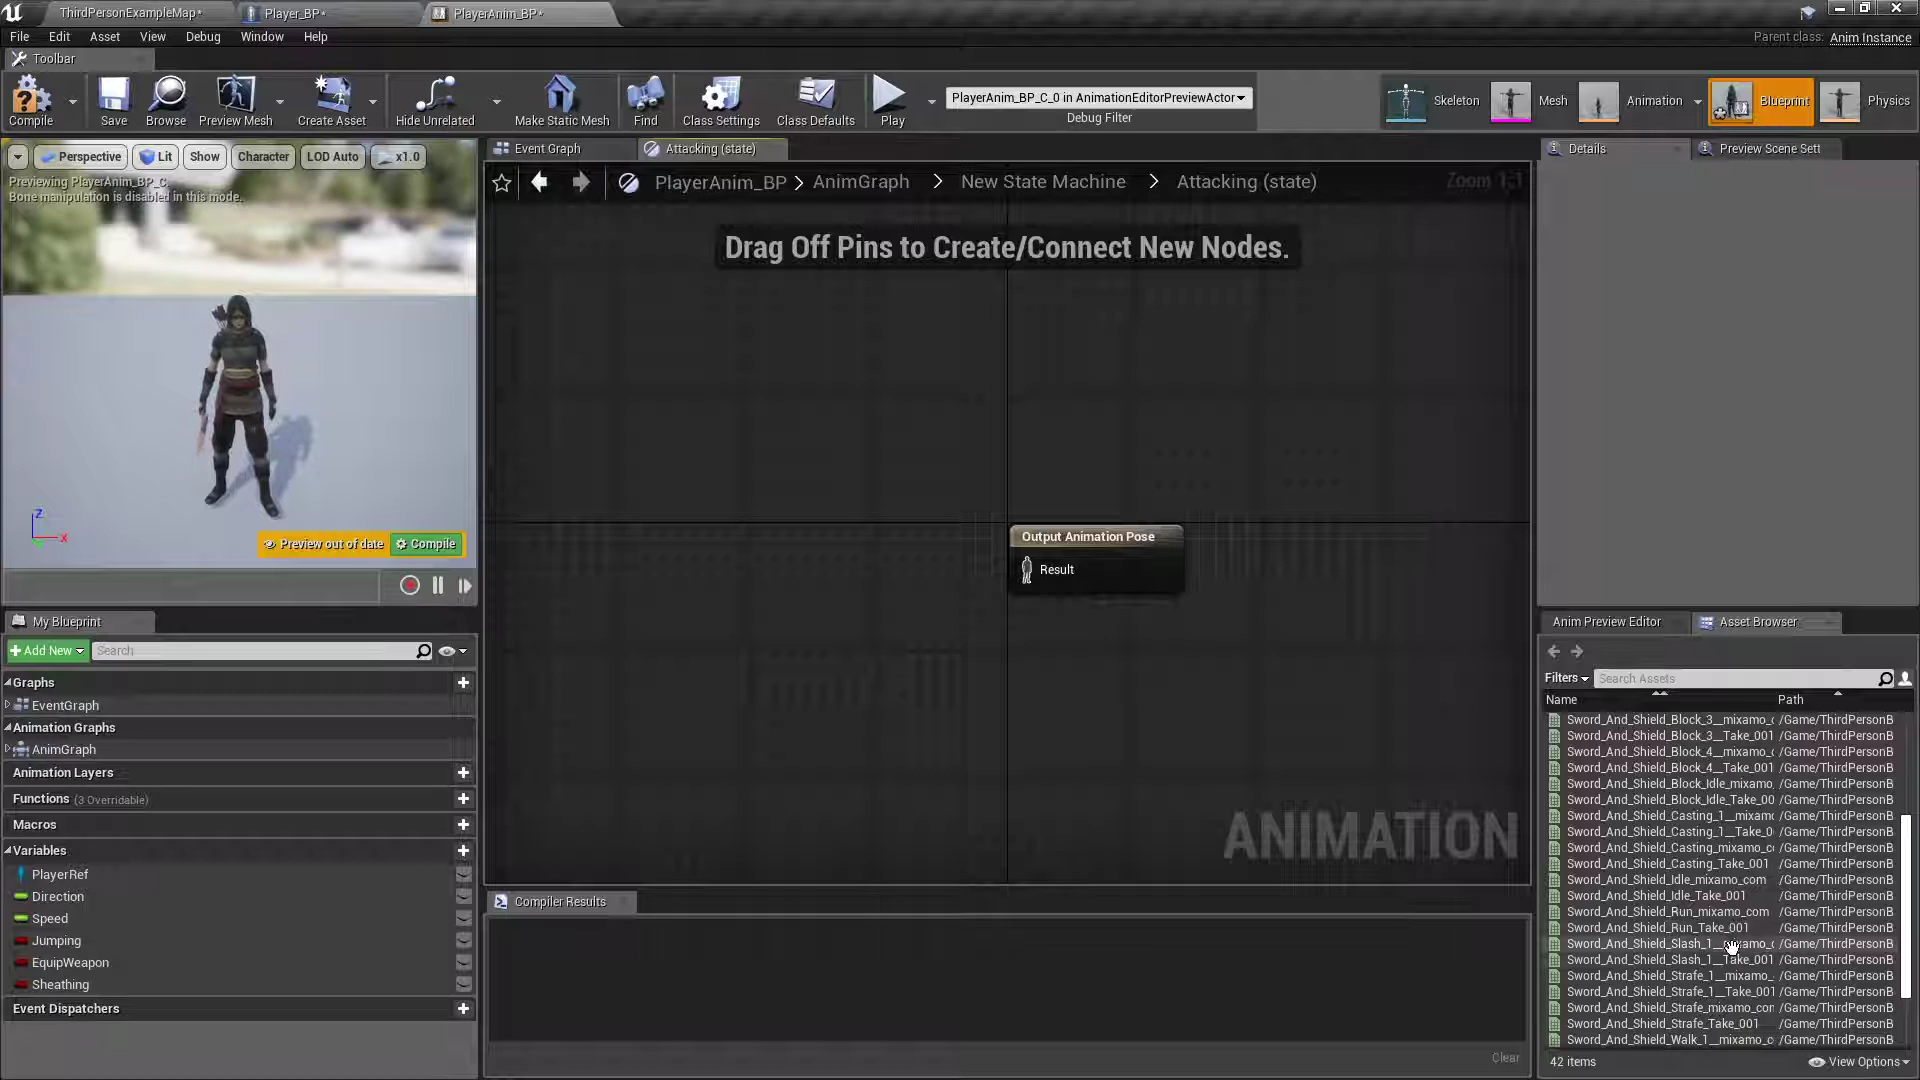 ThirdPersonExampleMap*
Player_BP*
PlayerAnim_BP*
File Edit Asset View Debug Window Help
Parent class: Anim Instance
Toolbar
Compile
Save
Browse
Preview Mesh
Create Asset
Hide Unrelated
Make Static Mesh
Find
Class Settings
Class Defaults
Play
PlayerAnim_BP_C_0 in AnimationEditorPreviewActor
Debug Filter
Skeleton
Mesh
Animation
Blueprint
Physics
Perspective
Lit
Show
Character
LOD Auto
x1.0
Previewing PlayerAnim_BP_C.
Bone manipulation is disabled in this mode.
Z
X
Preview out of date
Compile
Event Graph
Attacking (state)
PlayerAnim_BP > AnimGraph > New State Machine > Attacking (state)
Zoom 1:1
Drag Off Pins to Create/Connect New Nodes.
Output Animation Pose
Result
ANIMATION
Compiler Results
Clear
My Blueprint
+ Add New
Search
Graphs
EventGraph
Animation Graphs
AnimGraph
Animation Layers
Functions (3 Overridable)
Macros
Variables
PlayerRef
Direction
Speed
Jumping
EquipWeapon
Sheathing
Event Dispatchers
Details
Preview Scene Sett
Anim Preview Editor
Asset Browser
Filters
Search Assets
Name Path
Sword_And_Shield_Block_3__mixamo_c /Game/ThirdPersonB
Sword_And_Shield_Block_3__Take_001 /Game/ThirdPersonB
Sword_And_Shield_Block_4__mixamo_c /Game/ThirdPersonB
Sword_And_Shield_Block_4__Take_001 /Game/ThirdPersonB
Sword_And_Shield_Block_Idle_mixamo_ /Game/ThirdPersonB
Sword_And_Shield_Block_Idle_Take_00 /Game/ThirdPersonB
Sword_And_Shield_Casting_1__mixamo /Game/ThirdPersonB
Sword_And_Shield_Casting_1__Take_0 /Game/ThirdPersonB
Sword_And_Shield_Casting_mixamo_co /Game/ThirdPersonB
Sword_And_Shield_Casting_Take_001 /Game/ThirdPersonB
Sword_And_Shield_Idle_mixamo_com /Game/ThirdPersonB
Sword_And_Shield_Idle_Take_001 /Game/ThirdPersonB
Sword_And_Shield_Run_mixamo_com /Game/ThirdPersonB
Sword_And_Shield_Run_Take_001 /Game/ThirdPersonB
Sword_And_Shield_Slash_1__mixamo_c /Game/ThirdPersonB
Sword_And_Shield_Slash_1__Take_001 /Game/ThirdPersonB
Sword_And_Shield_Strafe_1__mixamo_ /Game/ThirdPersonB
Sword_And_Shield_Strafe_1__Take_001 /Game/ThirdPersonB
Sword_And_Shield_Strafe_mixamo_com /Game/ThirdPersonB
Sword_And_Shield_Strafe_Take_001 /Game/ThirdPersonB
Sword_And_Shield_Walk_1__mixamo_c /Game/ThirdPersonB
42 items
View Options